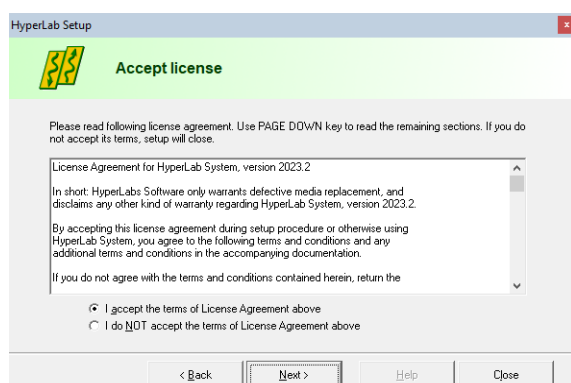 HyperLab Setup
x
Accept license
Please read following license agreement. Use PAGE DOWN key to read the remaining sections. If you do
not accept its terms, setup will close.
License Agreement for HyperLab System, version 2023.2
In short: HyperLabs Software only warrants defective media replacement, and
disclaims any other kind of warranty regarding HyperLab System, version 2023.2.
By accepting this license agreement during setup procedure or otherwise using
HyperLab System, you agree to the following terms and conditions and any
additional terms and conditions in the accompanying documentation.
If you do not agree with the terms and conditions contained herein, return the
I accept the terms of License Agreement above
I do NOT accept the terms of License Agreement above
< Back Next > Help Close